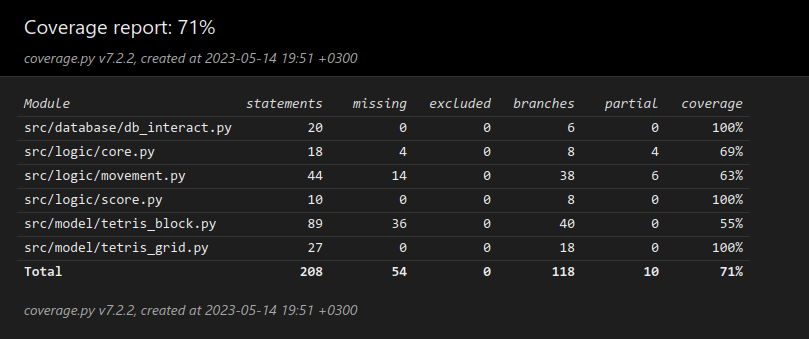 Coverage report: 71%
coverage.py v7.2.2, created at 2023-05-14 19:51 +0300
Module statements missing excluded branches partial coverage
src/database/db_interact.py 20 0 0 6 0 100%
src/logic/core.py 18 4 0 8 4 69%
src/logic/movement.py 44 14 0 38 6 63%
src/logic/score.py 10 0 0 8 0 100%
src/model/tetris_block.py 89 36 0 40 0 55%
src/model/tetris_grid.py 27 0 0 18 0 100%
Total 208 54 0 118 10 71%
coverage.py v7.2.2, created at 2023-05-14 19:51 +0300